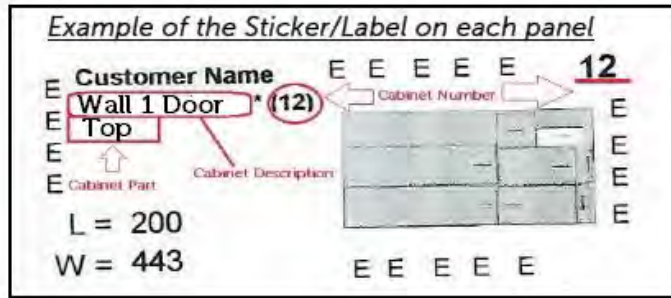 Example of the Sticker/Label on each panel
E E E E E 12
Customer Name
E Wall 1 Door * (12) Cabinet Number E
E Top E
E E
E Cabinet Part Cabinet Description E
L = 200 E
W = 443 E E E E E